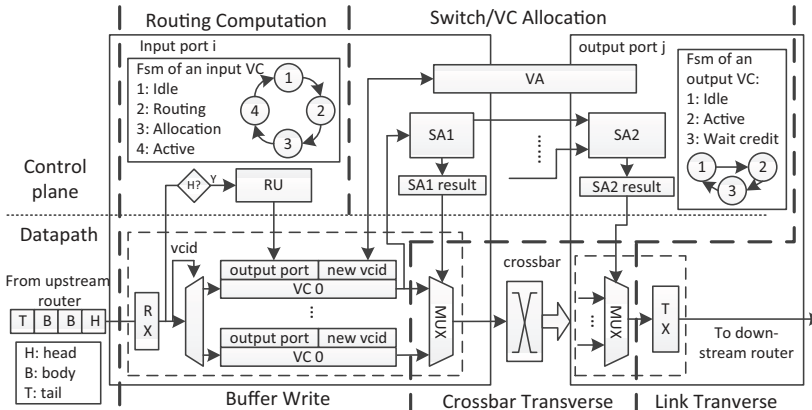 Routing Computation
Switch/VC Allocation
Input port i
output port j
Fsm of an input VC
1: Idle
2: Routing
3: Allocation
4: Active
1
2
3
4
VA
Fsm of an
output VC:
1: Idle
2: Active
3: Wait credit
1
2
3
SA1
SA2
SA1 result
SA2 result
H?
Y
RU
Control
plane
Datapath
vcid
From upstream
router
T B B H
R
X
output port
new vcid
VC 0
output port
new vcid
VC 0
MUX
crossbar
MUX
T
X
To down-
stream router
H: head
B: body
T: tail
Buffer Write
Crossbar Transverse
Link Tranverse